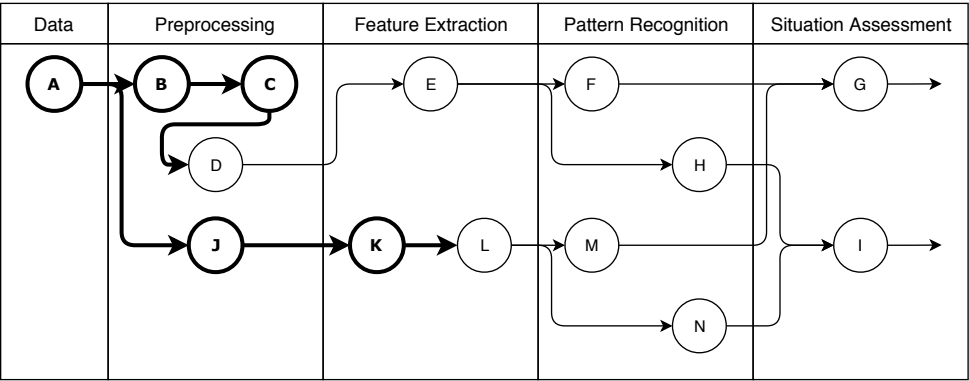 Data Preprocessing Feature Extraction Pattern Recognition Situation Assessment
A B C E F G
D H
J K L M I
N